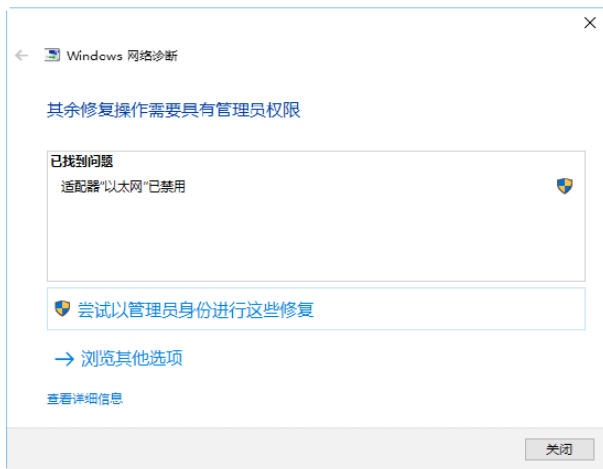 Windows 网络诊断
其余修复操作需要具有管理员权限
已找到问题
适配器“以太网”已禁用
尝试以管理员身份进行这些修复
浏览其他选项
查看详细信息
关闭